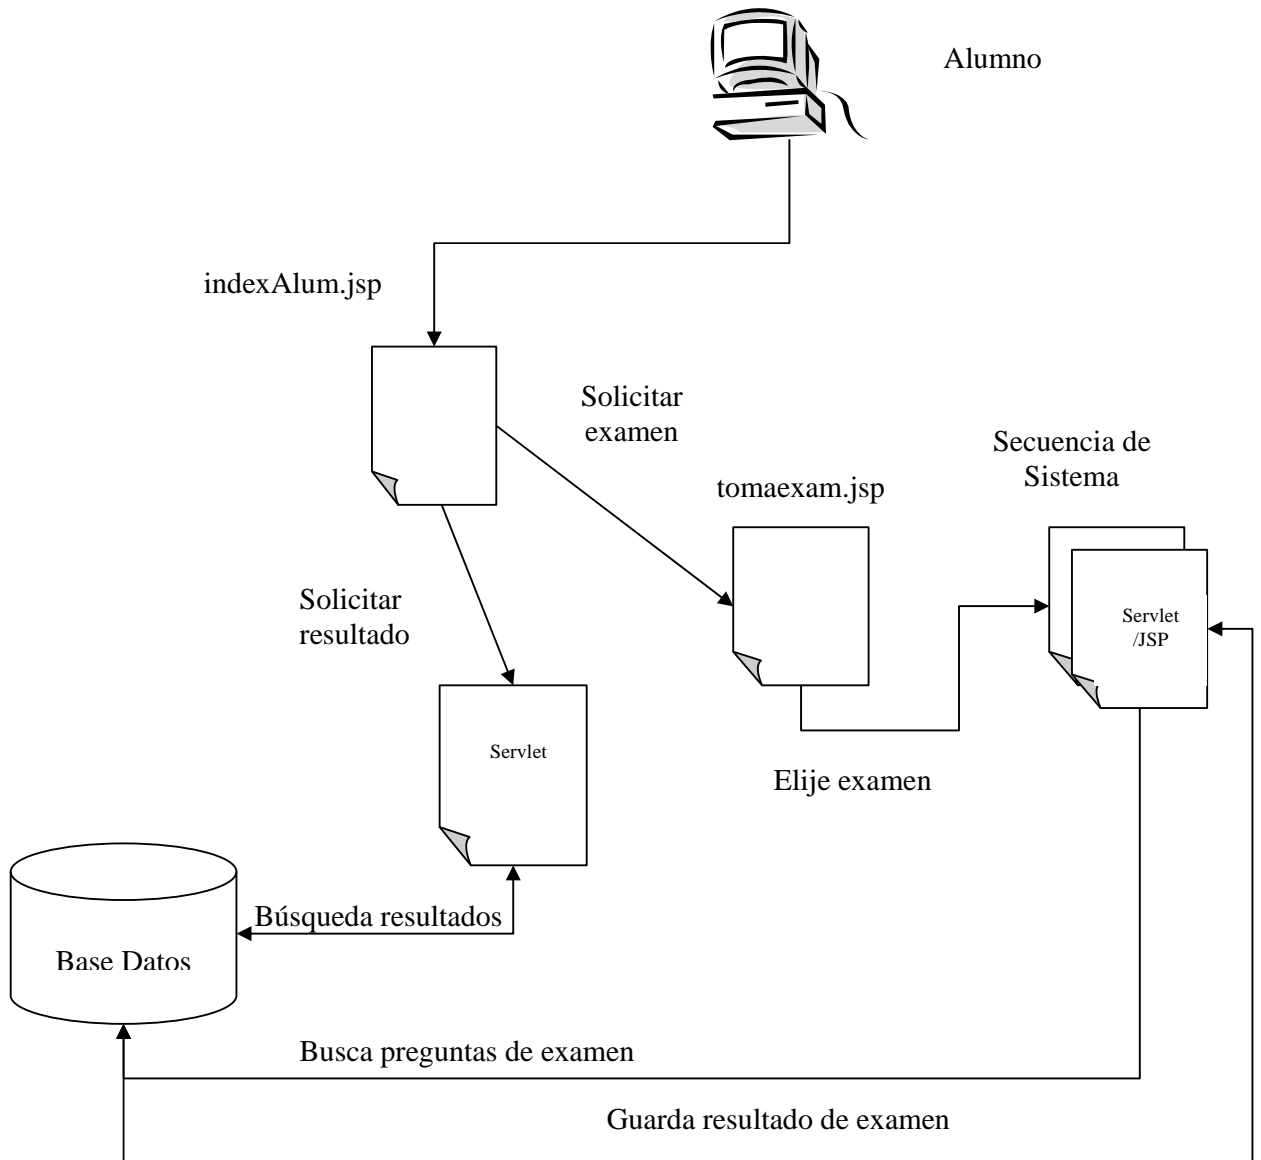 Alumno
indexAlum.jsp
Solicitar
examen
Secuencia de
Sistema
tomaexam.jsp
Solicitar
resultado
Servlet
/JSP
Servlet
Elije examen
Búsqueda resultados
Base Datos
Busca preguntas de examen
Guarda resultado de examen